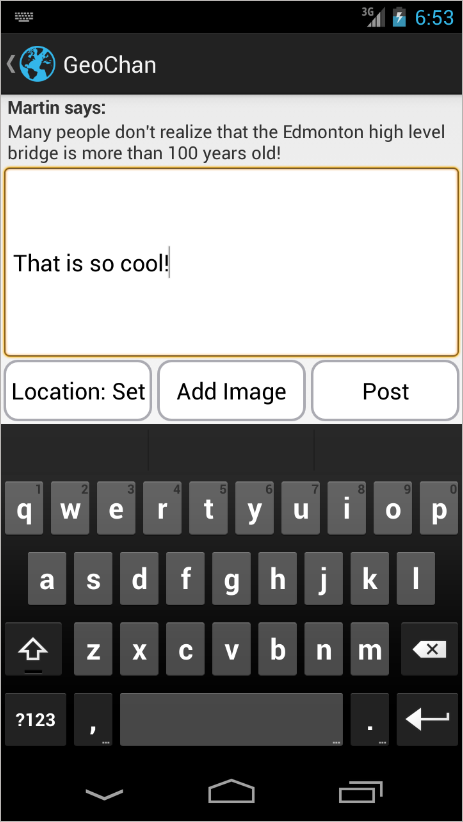 3G 6:53
GeoChan
Martin says:
Many people don't realize that the Edmonton high level
bridge is more than 100 years old!
That is so cool!
Location: Set Add Image Post
1 2 3 4 5 6 7 8 9 0
q w e r t y u i o p
a s d f g h j k l
z x c v b n m
?123 , ... ... . ...